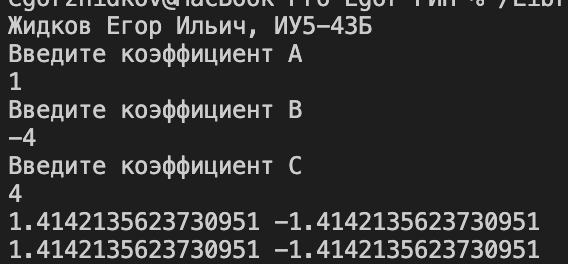 Жидков Егор Ильич, ИУ5-43Б
Введите коэффициент A
1
Введите коэффициент B
-4
Введите коэффициент C
4
1.4142135623730951 -1.4142135623730951
1.4142135623730951 -1.4142135623730951